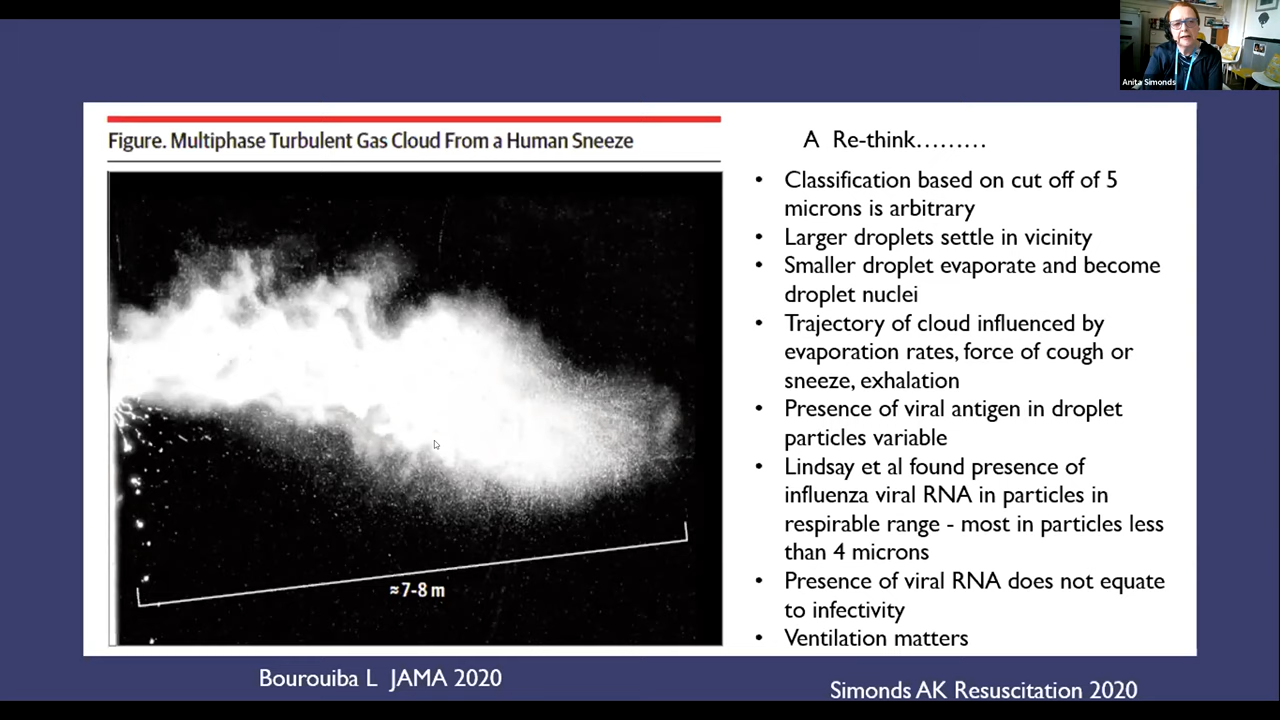 Anita Simonds
Figure. Multiphase Turbulent Gas Cloud From a Human Sneeze
≈7-8 m
A Re-think.........
• Classification based on cut off of 5
microns is arbitrary
• Larger droplets settle in vicinity
• Smaller droplet evaporate and become
droplet nuclei
• Trajectory of cloud influenced by
evaporation rates, force of cough or
sneeze, exhalation
• Presence of viral antigen in droplet
particles variable
• Lindsay et al found presence of
influenza viral RNA in particles in
respirable range - most in particles less
than 4 microns
• Presence of viral RNA does not equate
to infectivity
• Ventilation matters
Bourouiba L JAMA 2020
Simonds AK Resuscitation 2020